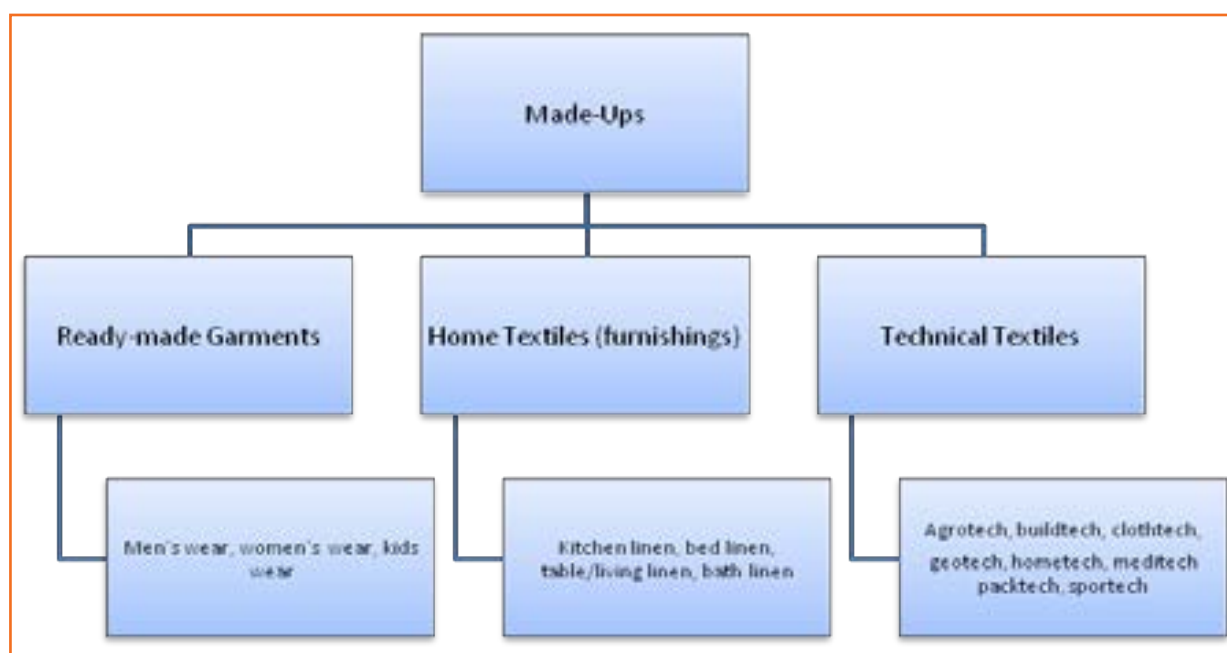 Made-Ups
Ready-made Garments
Home Textiles (furnishings)
Technical Textiles
Men's wear, women's wear, kids
wear
Kitchen linen, bed linen,
table/living linen, bath linen
Agrotech, buildtech, clothtech,
geotech, hometech, meditech
packtech, sportech